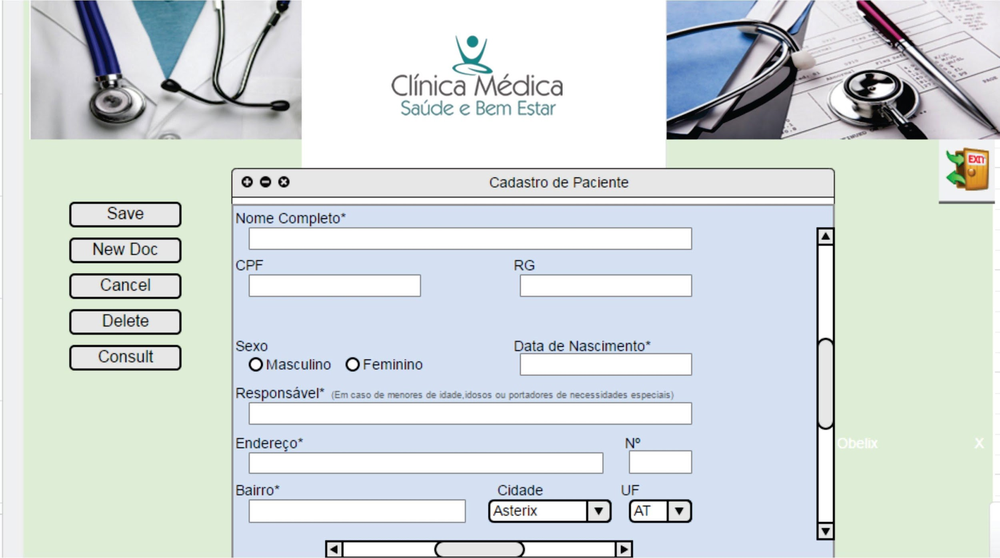 Clínica Médica
Saúde e Bem Estar
EXIT
Cadastro de Paciente
Save
New Doc
Cancel
Delete
Consult
Nome Completo*
CPF
RG
Sexo
Data de Nascimento*
Masculino
Feminino
Responsável* (Em caso de menores de idade,idosos ou portadores de necessidades especiais)
Endereço*
Nº
Obelix
X
Bairro*
Cidade
UF
Asterix
AT